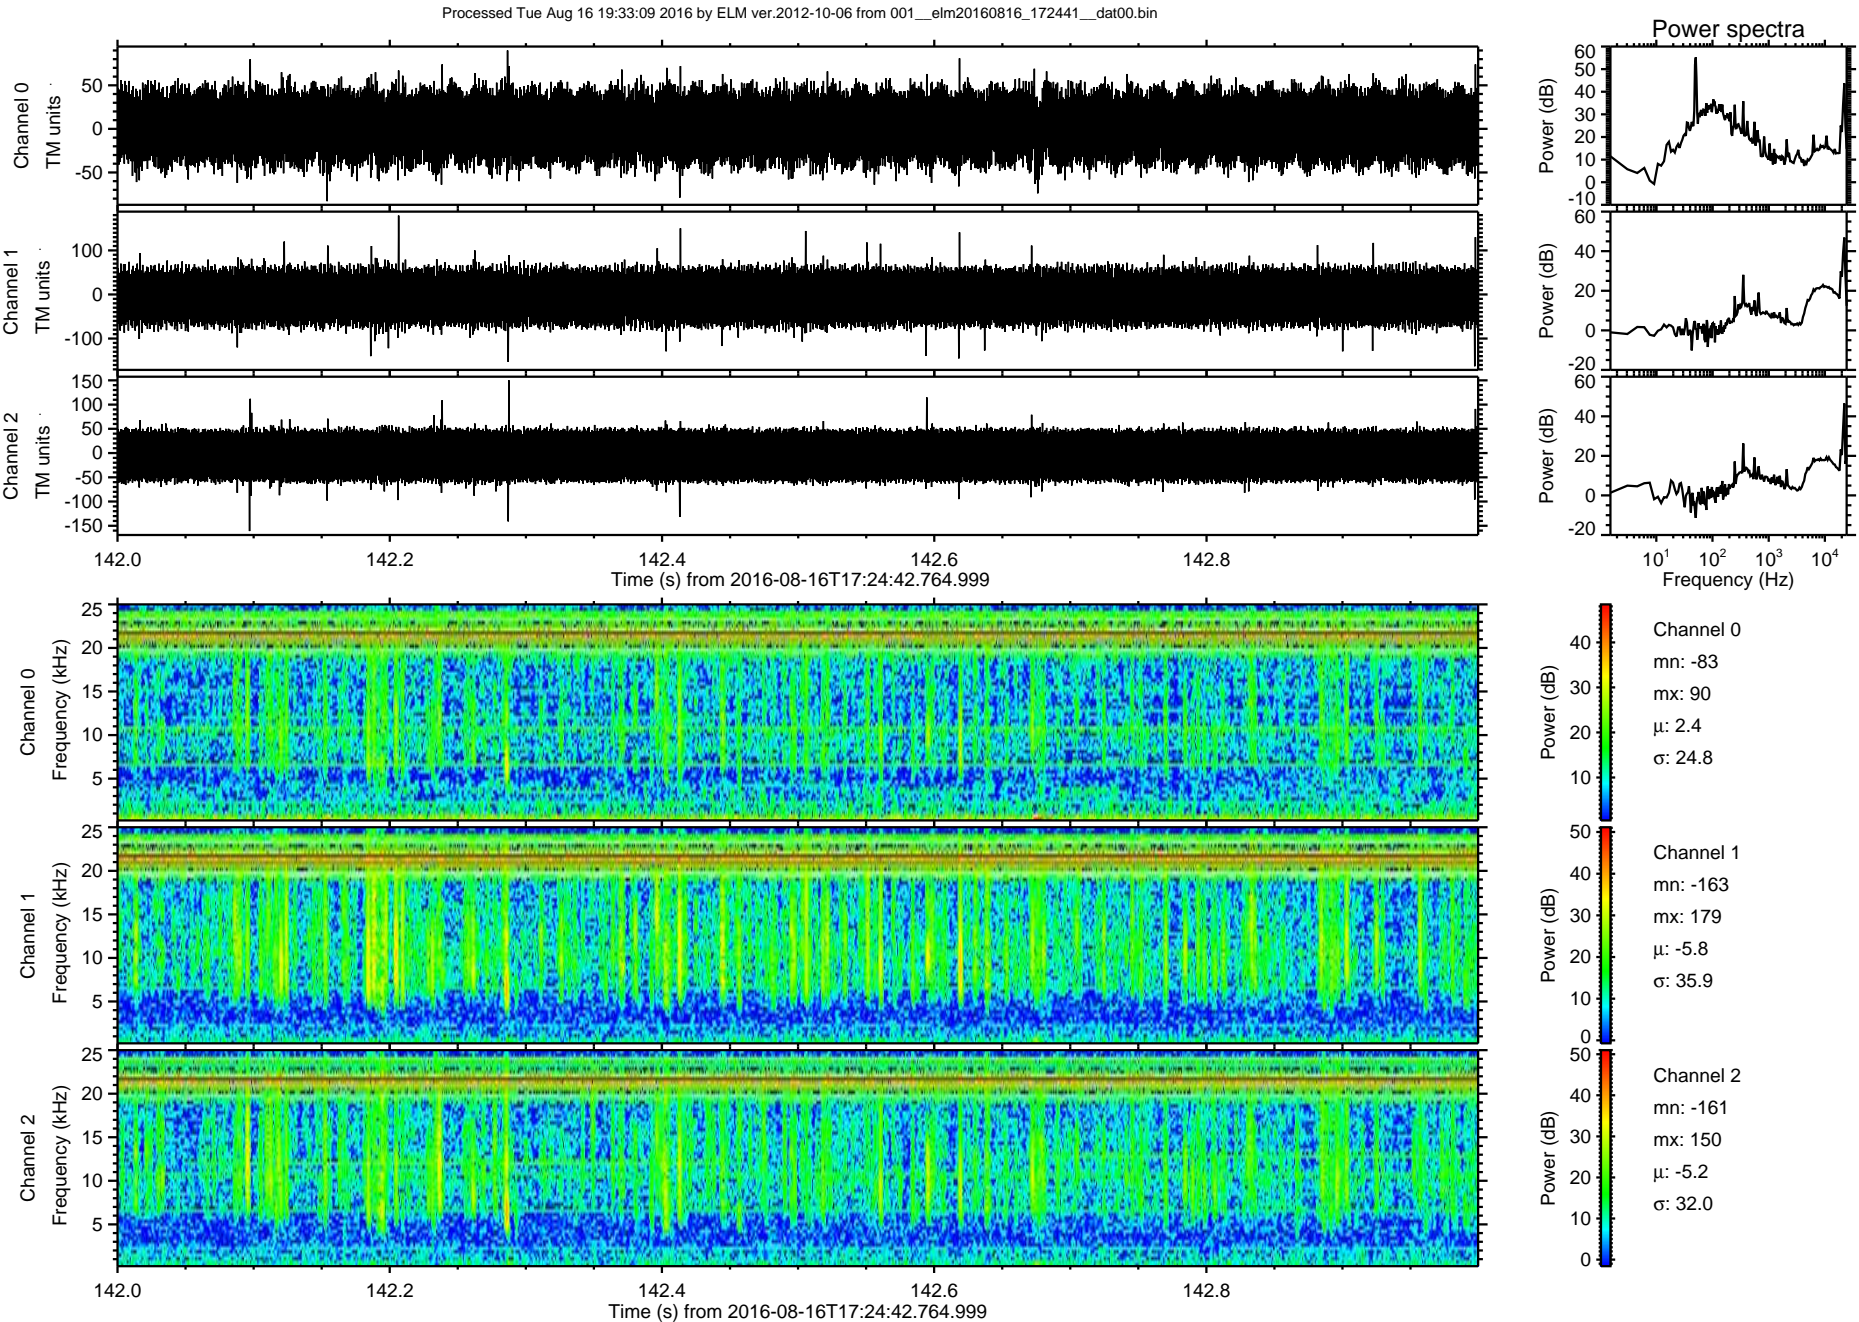 Processed Tue Aug 16 19:33:09 2016 by ELM ver.2012-10-06 from 001__elm20160816_172441__dat00.bin
Power spectra
Channel 0
TM units
50
0
-50
Power (dB)
60
50
40
30
20
10
0
-10
Channel 1
TM units
100
0
-100
Power (dB)
60
40
20
0
-20
Channel 2
TM units
150
100
50
0
-50
-100
-150
Power (dB)
60
40
20
0
-20
142.0 142.2 142.4 142.6 142.8
Time (s) from 2016-08-16T17:24:42.764.999
10^1 10^2 10^3 10^4
Frequency (Hz)
Channel 0
Frequency (kHz)
25
20
15
10
5
Power (dB)
40
30
20
10
Channel 0
mn: -83
mx: 90
μ: 2.4
σ: 24.8
Channel 1
Frequency (kHz)
25
20
15
10
5
Power (dB)
50
40
30
20
10
0
Channel 1
mn: -163
mx: 179
μ: -5.8
σ: 35.9
Channel 2
Frequency (kHz)
25
20
15
10
5
Power (dB)
50
40
30
20
10
0
Channel 2
mn: -161
mx: 150
μ: -5.2
σ: 32.0
142.0 142.2 142.4 142.6 142.8
Time (s) from 2016-08-16T17:24:42.764.999